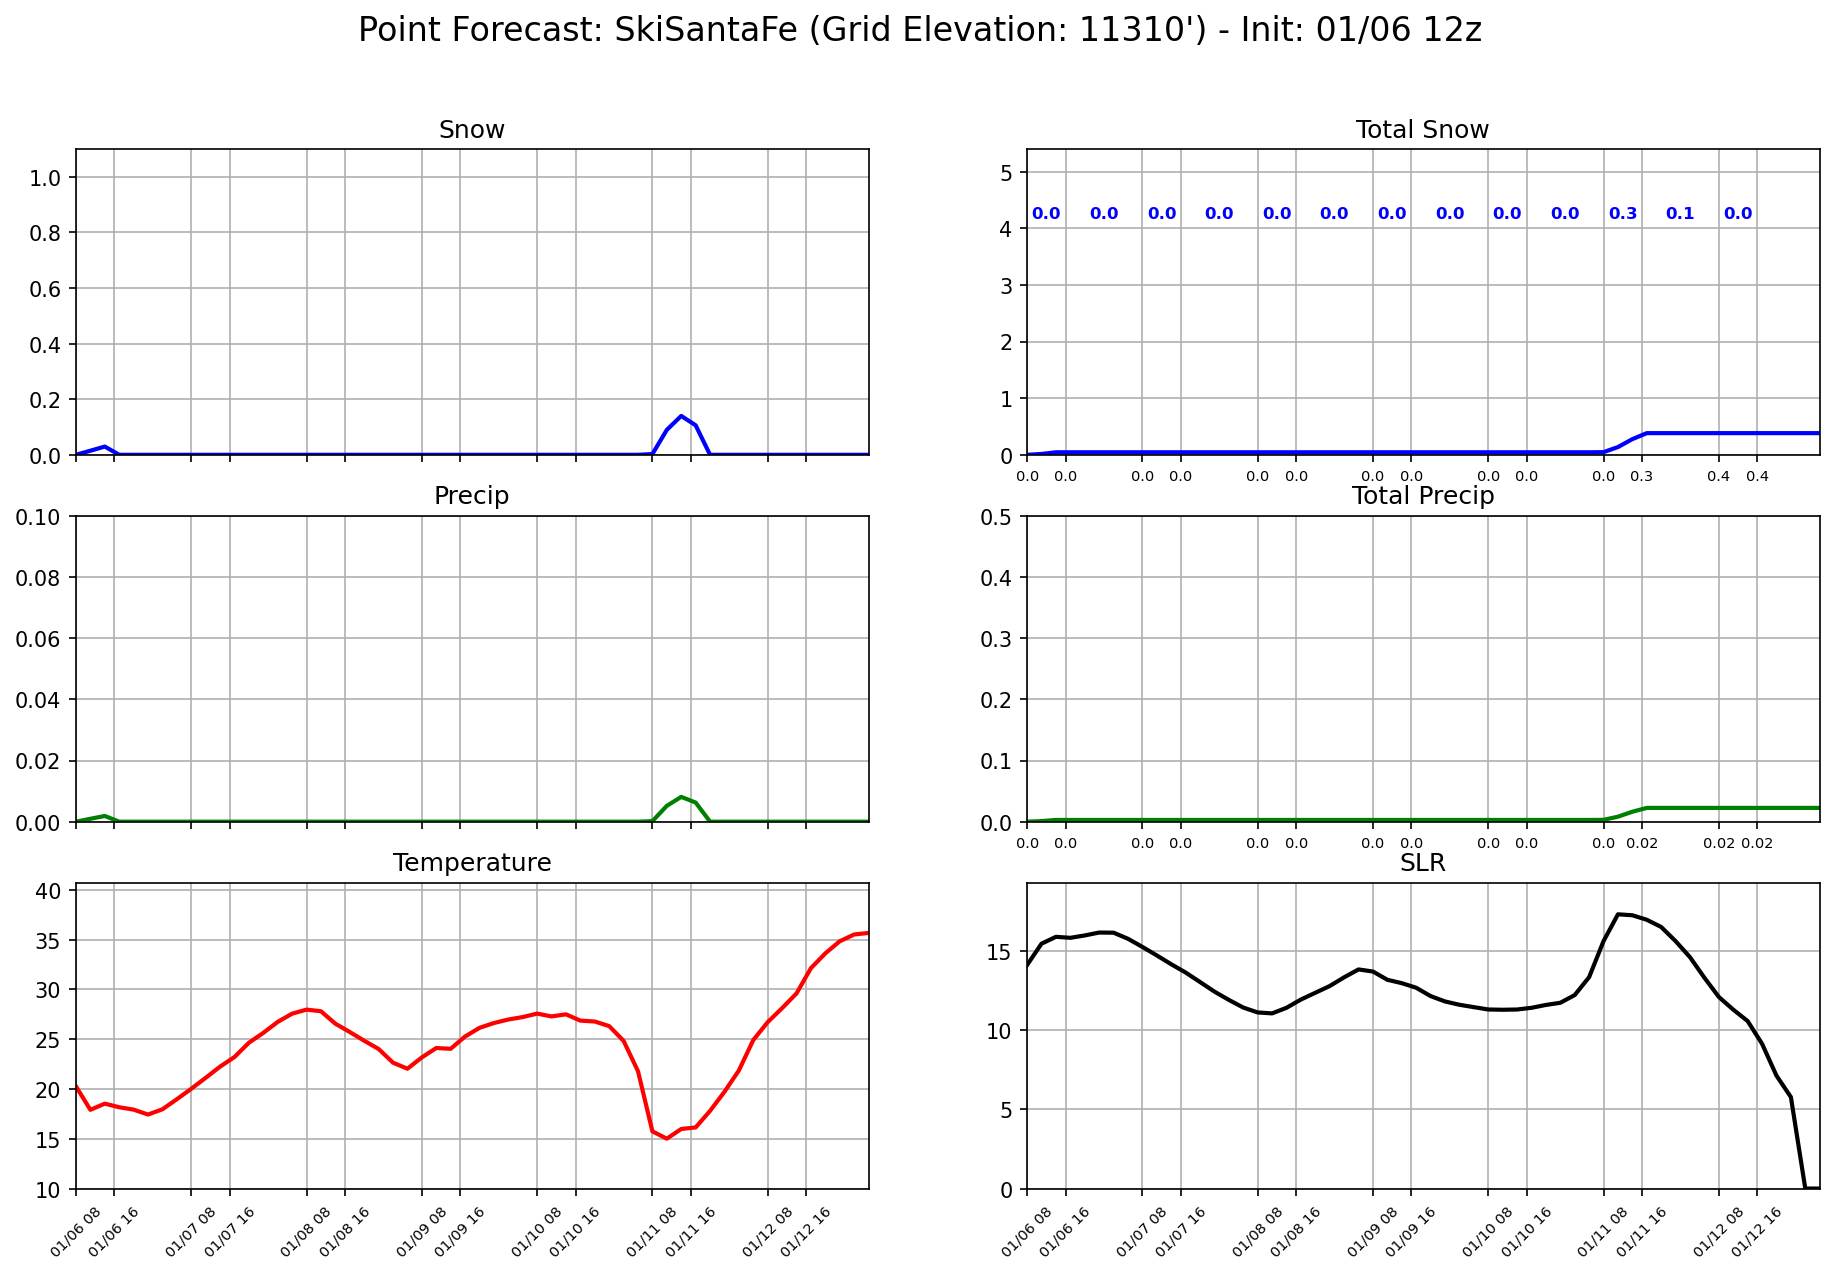 Point Forecast: SkiSantaFe (Grid Elevation: 11310') - Init: 01/06 12z
Snow
1.0
0.8
0.6
0.4
0.2
0.0
Total Snow
5
4
3
2
1
0
0.0 0.0 0.0 0.0 0.0 0.0 0.0 0.0 0.0 0.0 0.3 0.1 0.0
0.0 0.0 0.0 0.0 0.0 0.0 0.0 0.0 0.0 0.0 0.0 0.3 0.4 0.4
Precip
0.10
0.08
0.06
0.04
0.02
0.00
Total Precip
0.5
0.4
0.3
0.2
0.1
0.0
0.0 0.0 0.0 0.0 0.0 0.0 0.0 0.0 0.0 0.0 0.0 0.02 0.02 0.02
Temperature
40
35
30
25
20
15
10
01/06 08 01/06 16 01/07 08 01/07 16 01/08 08 01/08 16 01/09 08 01/09 16 01/10 08 01/10 16 01/11 08 01/11 16 01/12 08 01/12 16
SLR
15
10
5
0
01/06 08 01/06 16 01/07 08 01/07 16 01/08 08 01/08 16 01/09 08 01/09 16 01/10 08 01/10 16 01/11 08 01/11 16 01/12 08 01/12 16